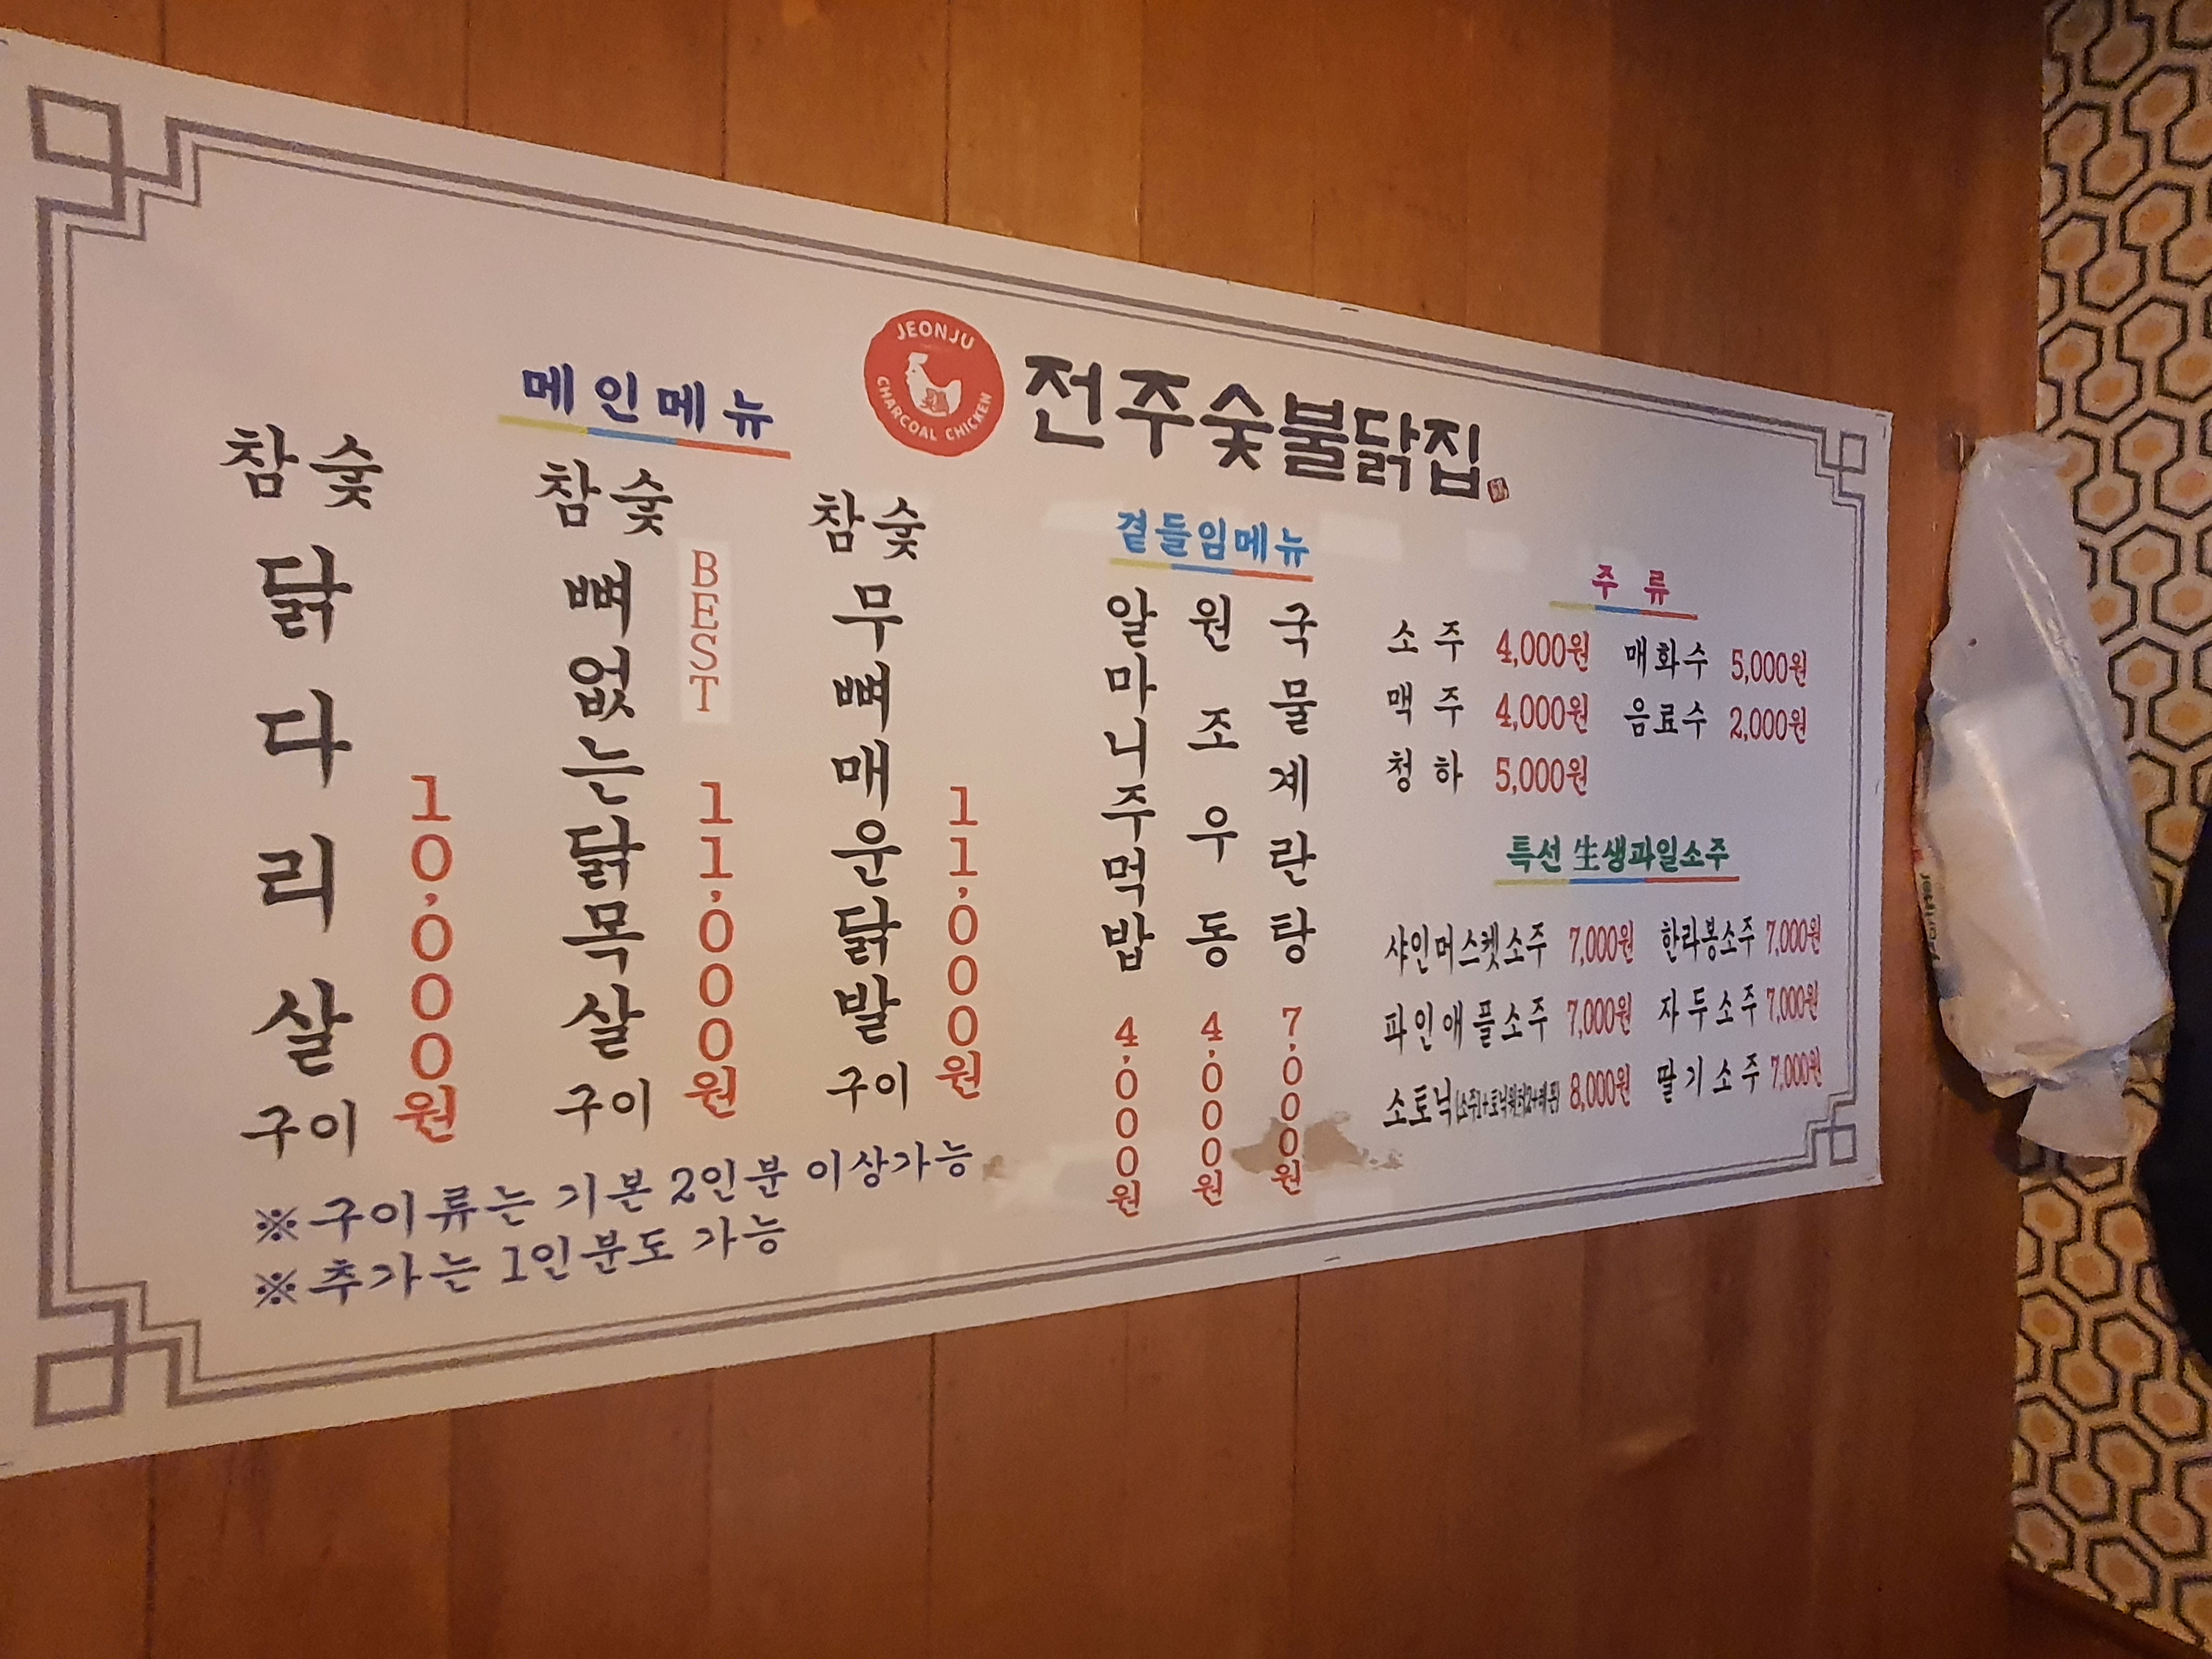 JEONJU
CHARCOAL CHICKEN
전주숯불닭집
메인메뉴
참숯 닭다리살 구이 10,000원
참숯 뼈없는닭목살 구이 BEST 11,000원
참숯 무뼈매운닭발 구이 11,000원
※구이류는 기본 2인분 이상가능
※추가는 1인분도 가능
곁들임메뉴
알마니주먹밥 4,000원
원조우동 4,000원
국물계란탕 7,000원
주류
소주 4,000원 매화수 5,000원
맥주 4,000원 음료수 2,000원
청하 5,000원
특선 生생과일소주
샤인머스켓소주 7,000원 한라봉소주 7,000원
파인애플소주 7,000원 자두소주 7,000원
소토닉 8,000원 딸기소주 7,000원